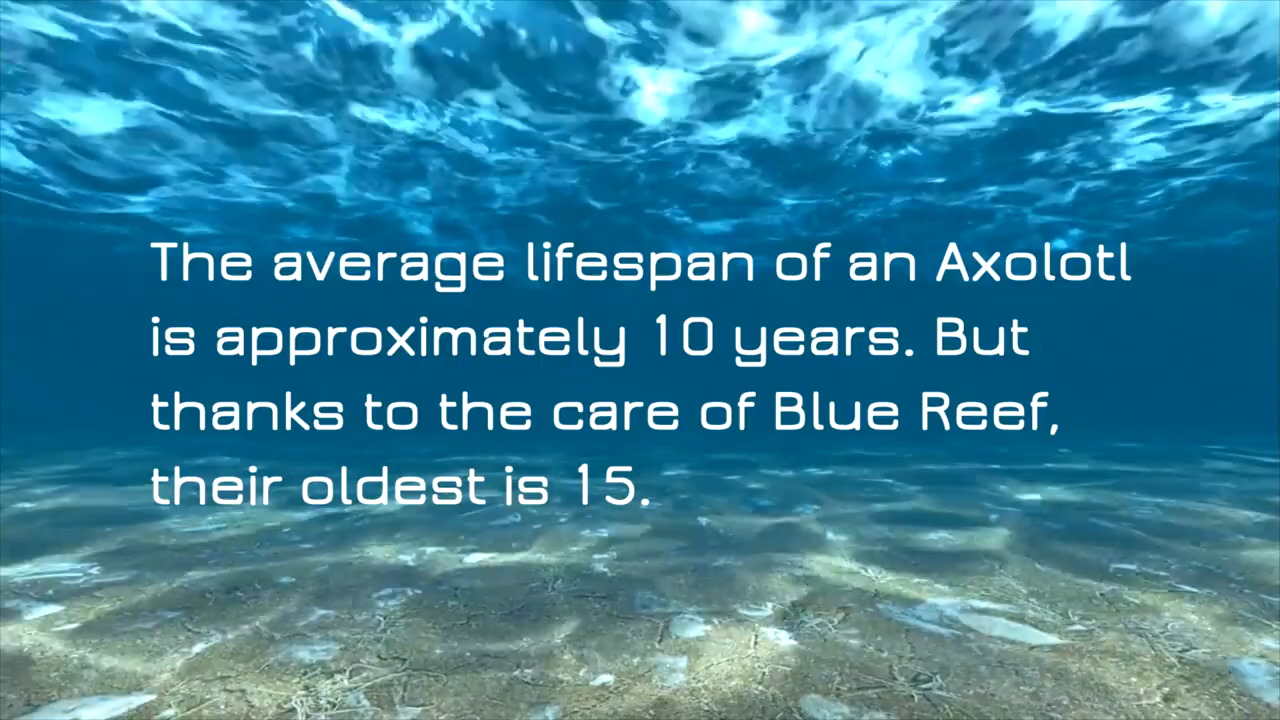 The average lifespan of an Axolotl
is approximately 10 years. But
thanks to the care of Blue Reef,
their oldest is 15.